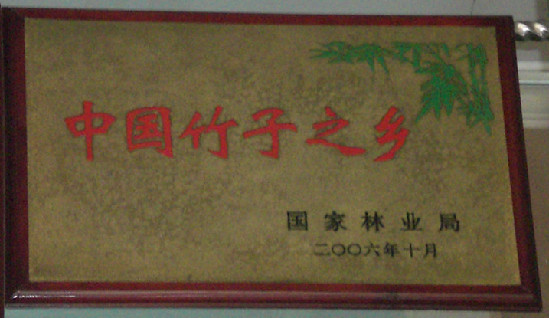 中国竹子之乡
国家林业局
二〇〇六年十月